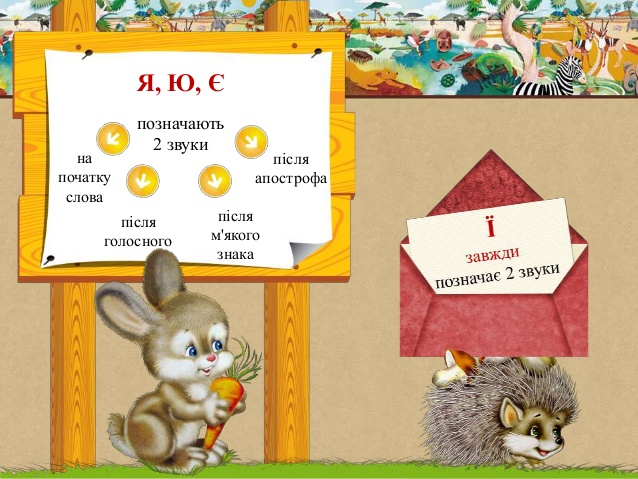 Я, Ю, Є
позначають
2 звуки
на
початку
слова
після
голосного
після
м'якого
знака
після
апострофа
Ї
завжди
позначає 2 звуки